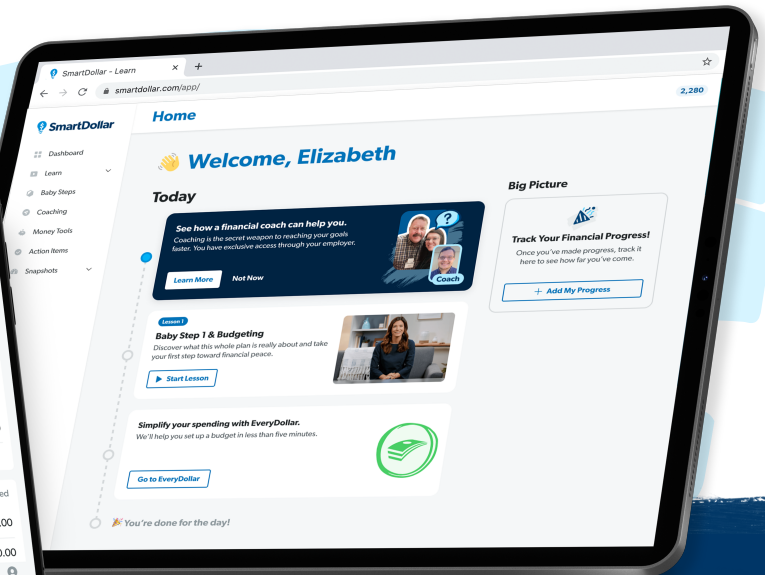 SmartDollar - Learn
smartdollar.com/app/
SmartDollar
Home
2,280
Dashboard
Learn
Baby Steps
Coaching
Money Tools
Action Items
Snapshots
Welcome, Elizabeth
Today
See how a financial coach can help you.
Coaching is the secret weapon to reaching your goals
faster. You have exclusive access through your employer.
Learn More
Not Now
?
Coach
Lesson 1
Baby Step 1 & Budgeting
Discover what this whole plan is really about and take
your first step toward financial peace.
Start Lesson
Simplify your spending with EveryDollar.
We'll help you set up a budget in less than five minutes.
Go to EveryDollar
You're done for the day!
Big Picture
Track Your Financial Progress!
Once you've made progress, track it
here to see how far you've come.
+ Add My Progress